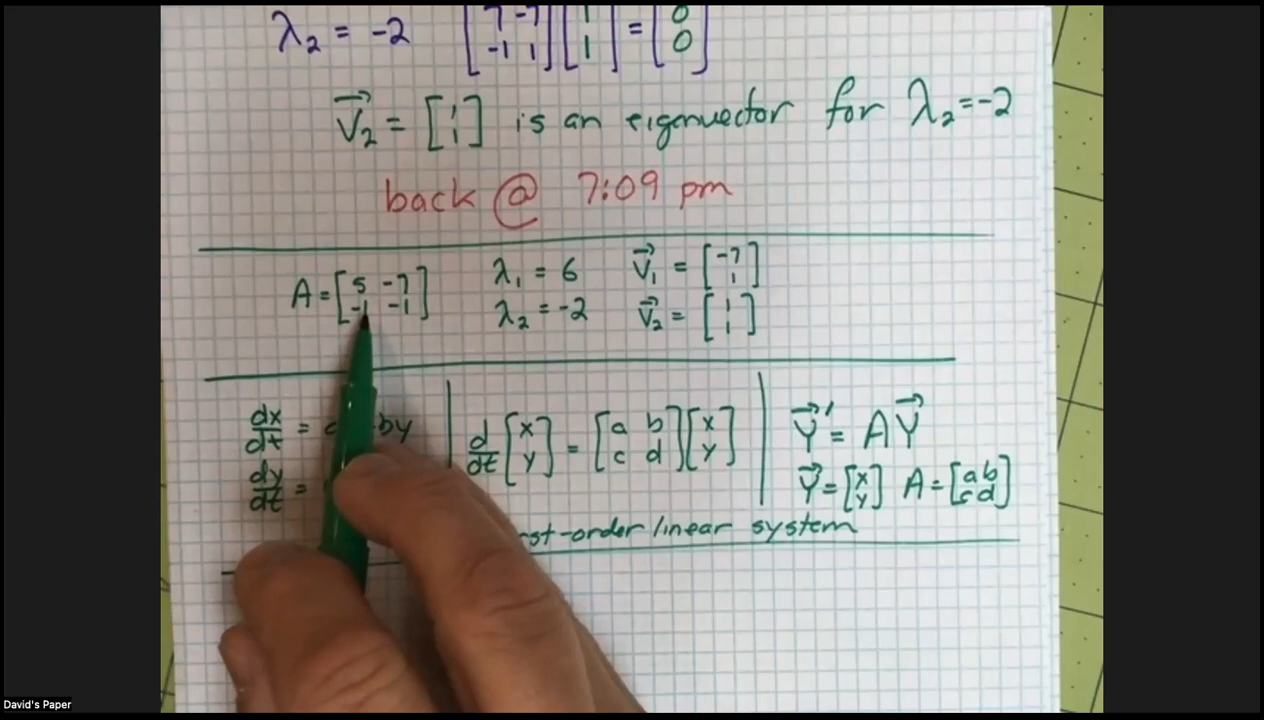 λ₂ = -2 [7 -7; -1 1] [1; 1] = [0; 0]
V⃗₂ = [1; 1] is an eigenvector for λ₂ = -2
back @ 7:09 pm
A = [5 -7; -1 -1] λ₁ = 6 V⃗₁ = [-7; 1]
λ₂ = -2 V⃗₂ = [1; 1]
dx/dt = by
dy/dt =
d/dt [x; y] = [a b; c d] [x; y]
Y⃗' = AY⃗
Y⃗ = [x; y] A = [a b; c d]
st-order linear system
David's Paper